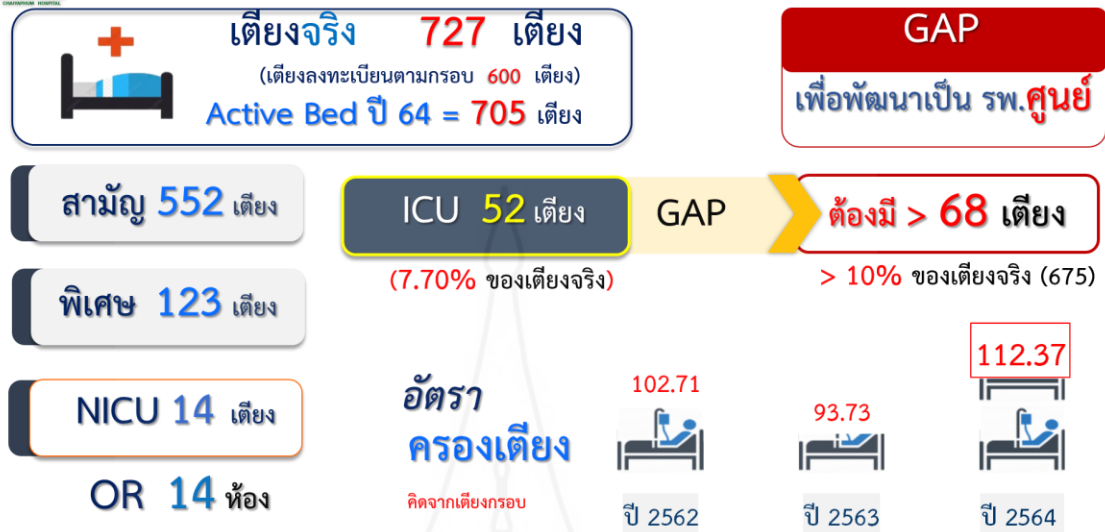 CHAIYAPHUM HOSPITAL
เตียงจริง 727 เตียง
(เตียงลงทะเบียนตามกรอบ 600 เตียง)
Active Bed ปี 64 = 705 เตียง
GAP
เพื่อพัฒนาเป็น รพ.ศูนย์
สามัญ 552 เตียง
ICU 52 เตียง
GAP
ต้องมี > 68 เตียง
(7.70% ของเตียงจริง)
> 10% ของเตียงจริง (675)
พิเศษ 123 เตียง
NICU 14 เตียง
OR 14 ห้อง
อัตรา
ครองเตียง
คิดจากเตียงกรอบ
102.71
93.73
112.37
ปี 2562
ปี 2563
ปี 2564